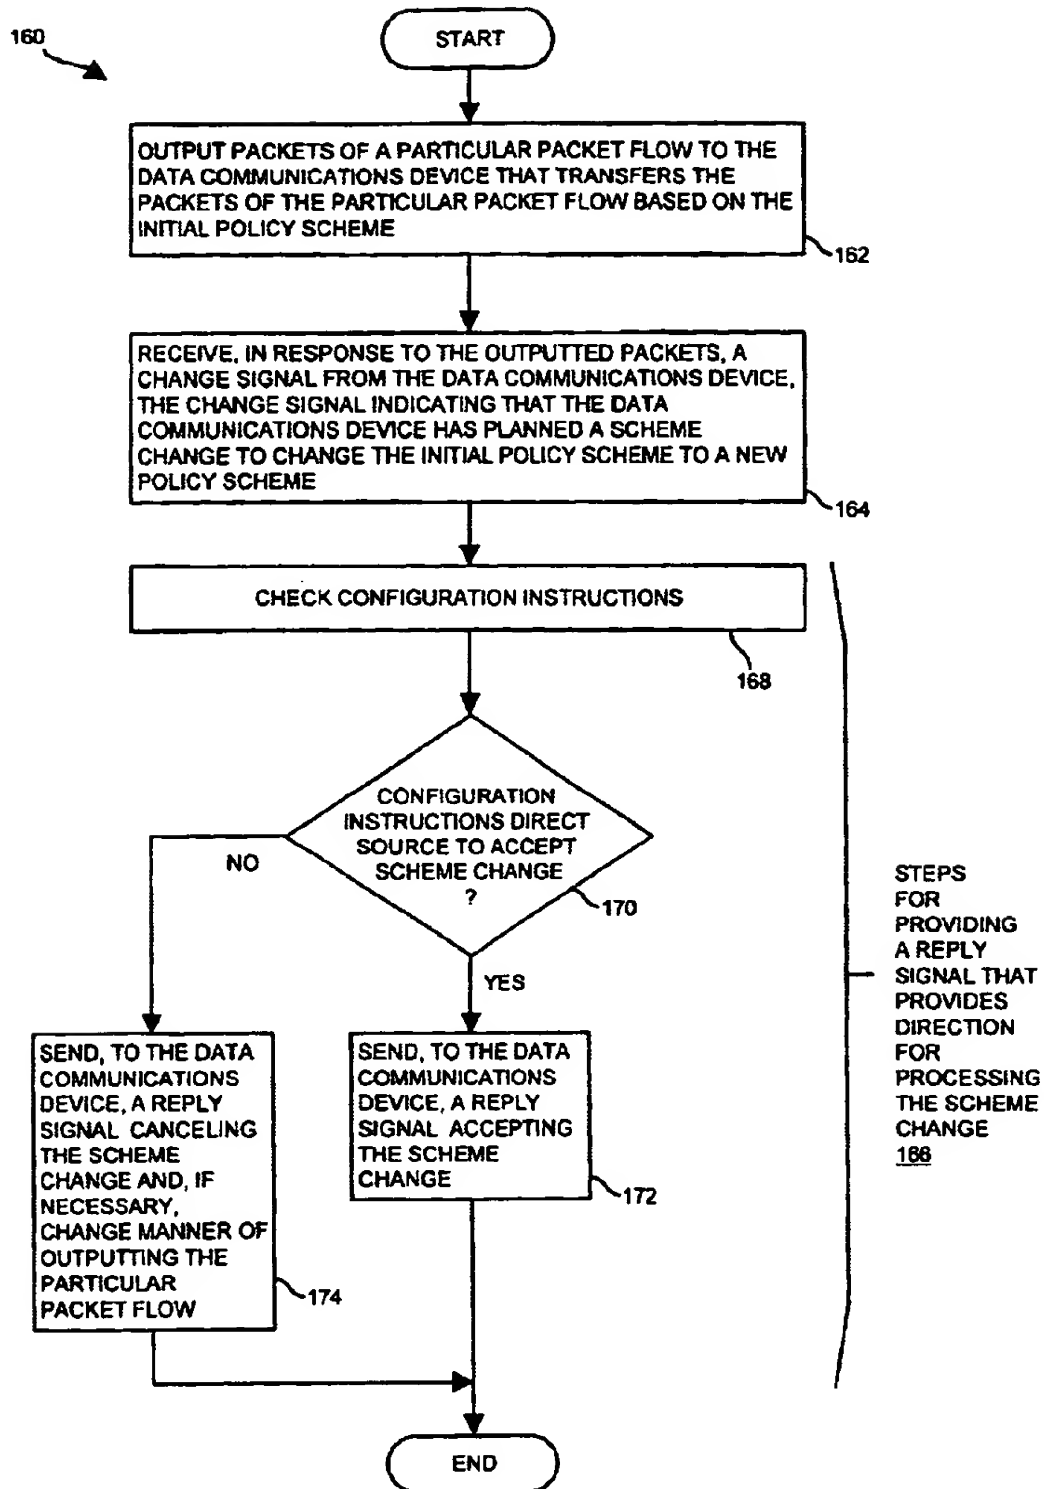 160
START
OUTPUT PACKETS OF A PARTICULAR PACKET FLOW TO THE
DATA COMMUNICATIONS DEVICE THAT TRANSFERS THE
PACKETS OF THE PARTICULAR PACKET FLOW BASED ON THE
INITIAL POLICY SCHEME
162
RECEIVE, IN RESPONSE TO THE OUTPUTTED PACKETS, A
CHANGE SIGNAL FROM THE DATA COMMUNICATIONS DEVICE,
THE CHANGE SIGNAL INDICATING THAT THE DATA
COMMUNICATIONS DEVICE HAS PLANNED A SCHEME
CHANGE TO CHANGE THE INITIAL POLICY SCHEME TO A NEW
POLICY SCHEME
164
CHECK CONFIGURATION INSTRUCTIONS
168
CONFIGURATION
INSTRUCTIONS DIRECT
SOURCE TO ACCEPT
SCHEME CHANGE
?
170
NO
YES
SEND, TO THE DATA
COMMUNICATIONS
DEVICE, A REPLY
SIGNAL CANCELING
THE SCHEME
CHANGE AND, IF
NECESSARY,
CHANGE MANNER OF
OUTPUTTING THE
PARTICULAR
PACKET FLOW
174
SEND, TO THE DATA
COMMUNICATIONS
DEVICE, A REPLY
SIGNAL ACCEPTING
THE SCHEME
CHANGE
172
STEPS
FOR
PROVIDING
A REPLY
SIGNAL THAT
PROVIDES
DIRECTION
FOR
PROCESSING
THE SCHEME
CHANGE
166
END